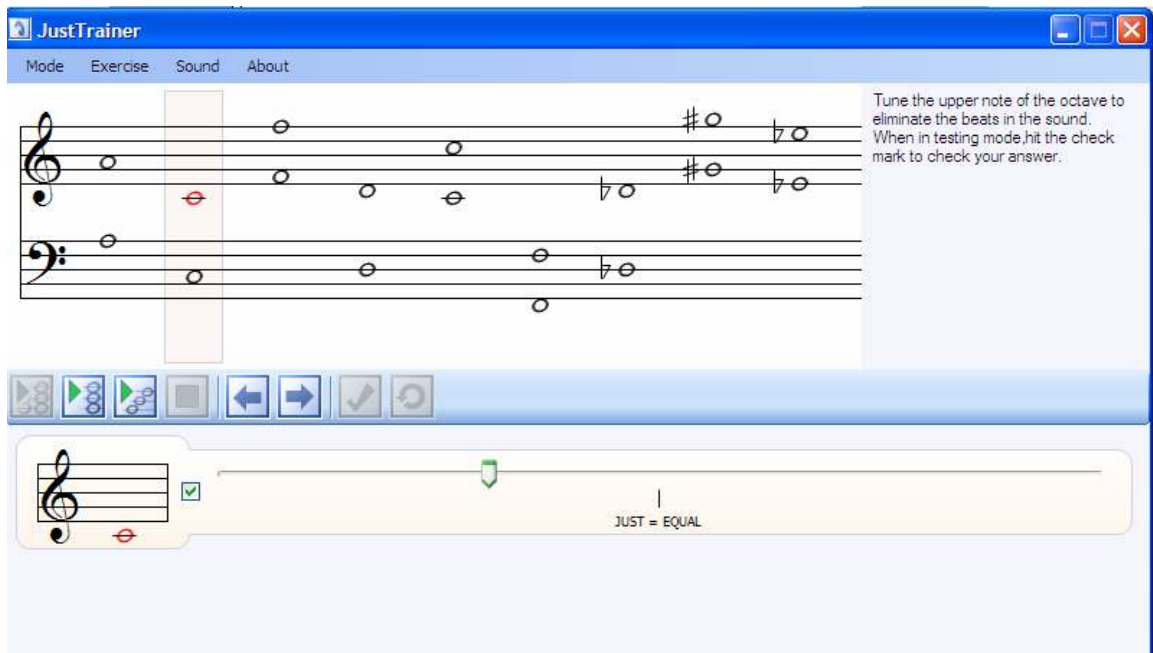 JustTrainer
Mode Exercise Sound About
Tune the upper note of the octave to
eliminate the beats in the sound.
When in testing mode,hit the check
mark to check your answer.
JUST = EQUAL